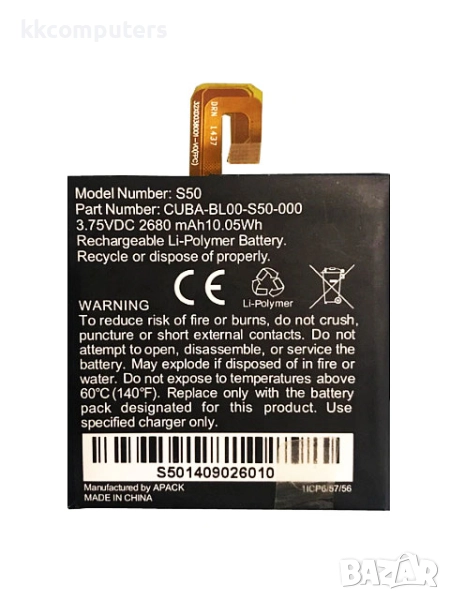 kkcomputers
DRN 1437
Model Number: S50
Part Number: CUBA-BL00-S50-000
3.75VDC 2680 mAh10.05Wh
Rechargeable Li-Polymer Battery.
Recycle or dispose of properly.
CE
Li-Polymer
WARNING
To reduce risk of fire or burns, do not crush,
puncture or short external contacts. Do not
attempt to open, disassemble, or service the
battery. May explode if disposed of in fire or
water. Do not expose to temperatures above
60°C(140°F). Replace only with the battery
pack designated for this product. Use
specified charger only.
S501409026010
Manufactured by APACK
MADE IN CHINA
1ICP6/57/56
BAZAR